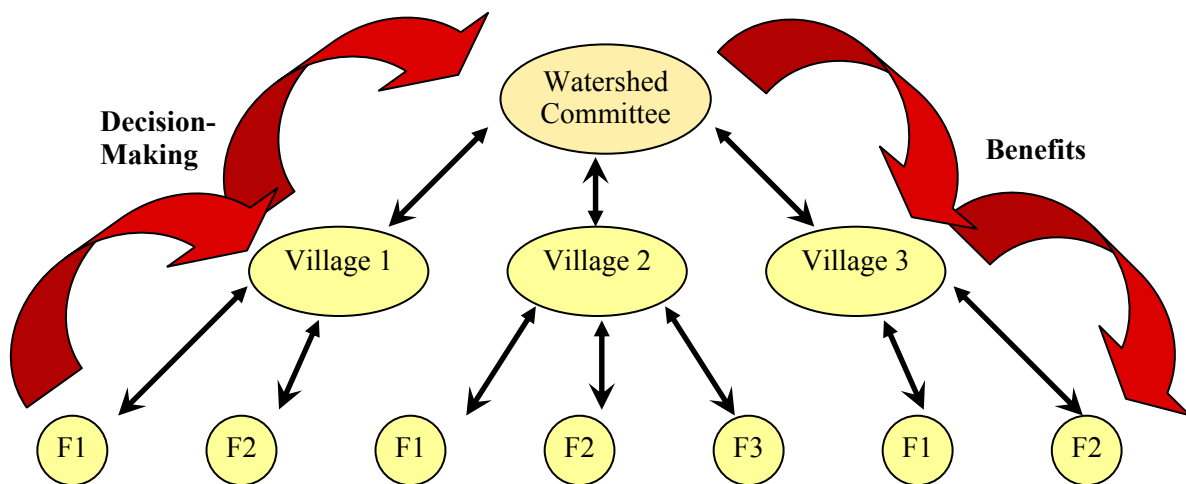 Watershed
Committee
Decision-
Making
Benefits
Village 1
Village 2
Village 3
F1
F2
F1
F2
F3
F1
F2